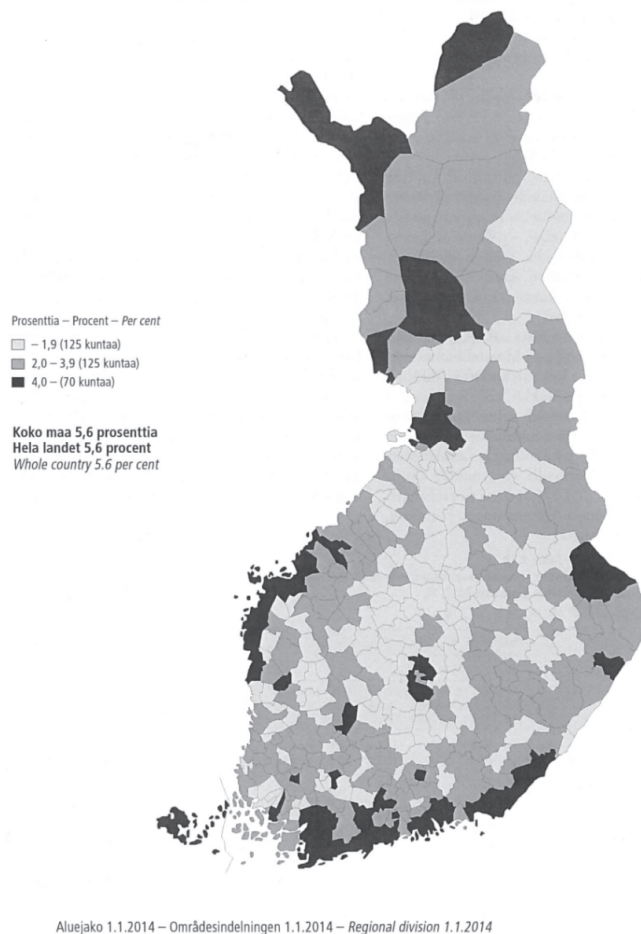 Prosenttia – Procent – Per cent
– 1,9 (125 kuntaa)
2,0 – 3,9 (125 kuntaa)
4,0 – (70 kuntaa)
Koko maa 5,6 prosenttia
Hela landet 5,6 procent
Whole country 5.6 per cent
Aluejako 1.1.2014 – Områdesindelningen 1.1.2014 – Regional division 1.1.2014